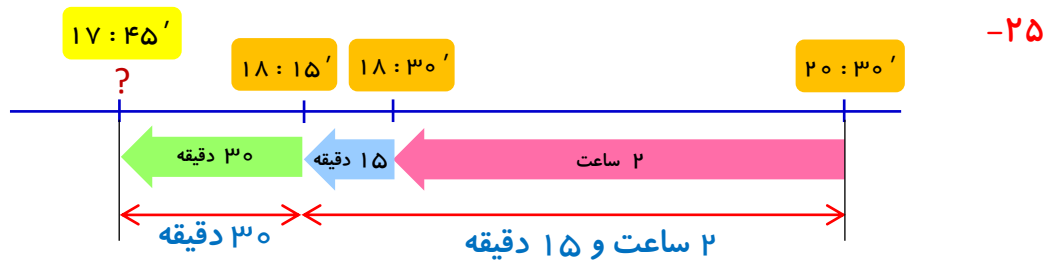 -۲۵
۱۷ : ۴۵′
۱۸ : ۱۵′
۱۸ : ۳۰′
۲۰ : ۳۰′
?
۳۰ دقیقه
۱۵ دقیقه
۲ ساعت
۳۰ دقیقه
۲ ساعت و ۱۵ دقیقه